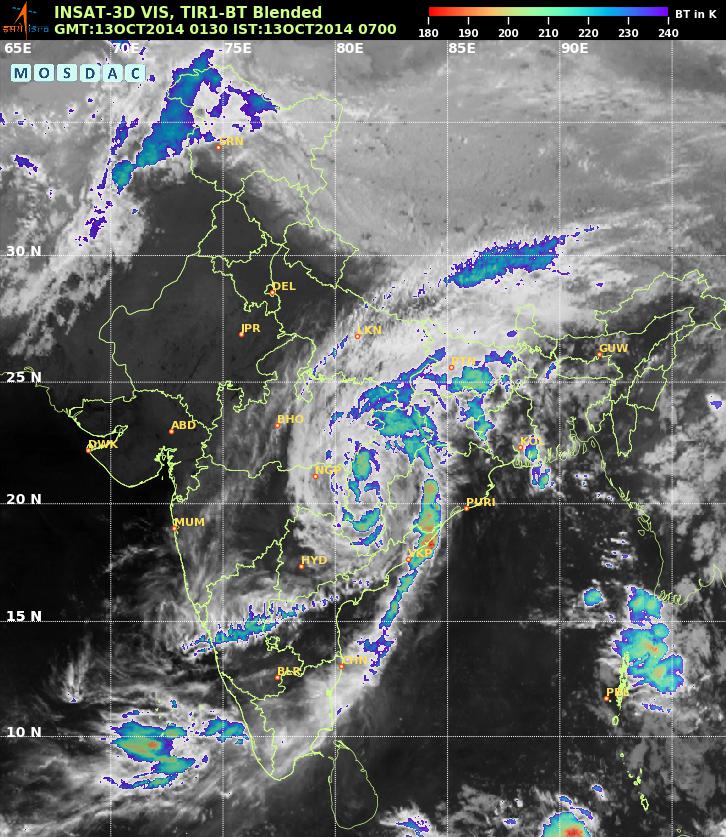 INSAT-3D VIS, TIR1-BT Blended
GMT:13OCT2014 0130 IST:13OCT2014 0700
BT in K
180 190 200 210 220 230 240
65E 70E 75E 80E 85E 90E
MOSDAC
SRN
30 N
DEL
JPR
LKN
GUW
PTN
25 N
ABD
BHO
DWK
KOL
NGP
20 N
PURI
MUM
VKP
HYD
15 N
CHN
BLR
PBL
10 N